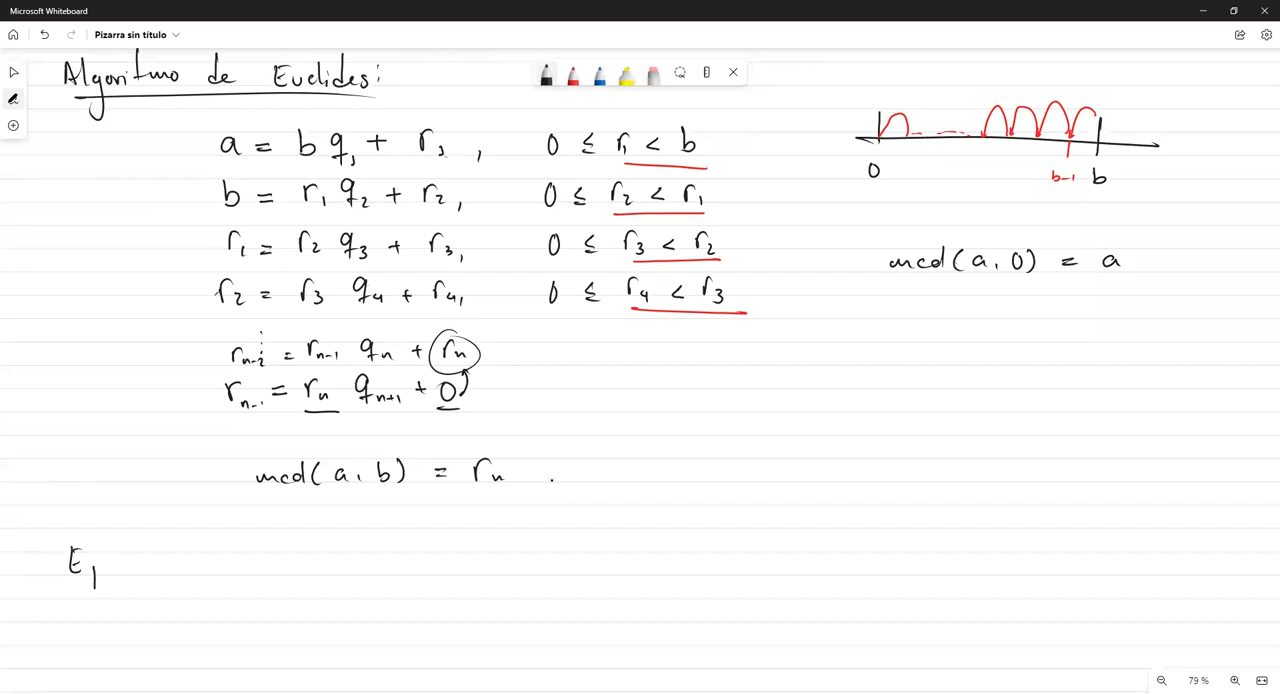 Microsoft Whiteboard
Pizarra sin título
Algoritmo de Euclides:
a = b q₁ + r₁, 0 ≤ r₁ < b
b = r₁ q₂ + r₂, 0 ≤ r₂ < r₁
r₁ = r₂ q₃ + r₃, 0 ≤ r₃ < r₂
r₂ = r₃ q₄ + r₄, 0 ≤ r₄ < r₃
⋮
rₙ₋₂ = rₙ₋₁ qₙ + rₙ
rₙ₋₁ = rₙ qₙ₊₁ + 0
mcd(a, b) = rₙ .
E
0 b-1 b
mcd(a, 0) = a
79 %